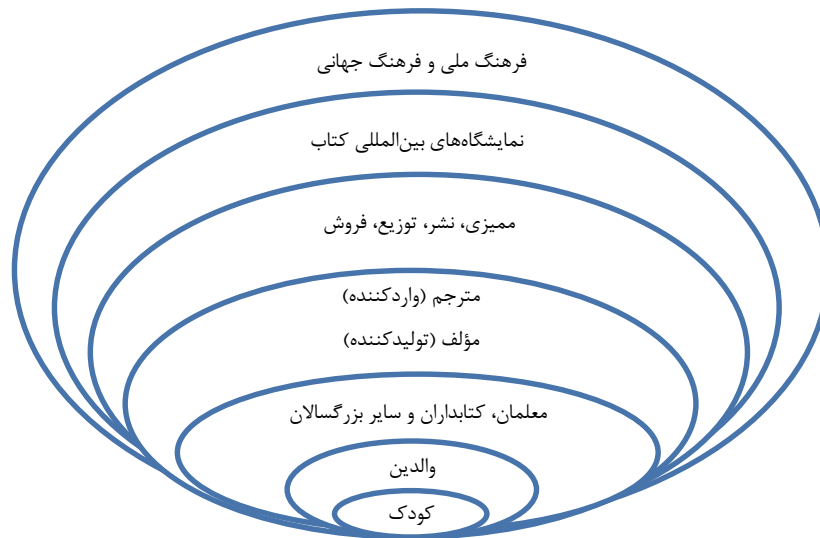 فرهنگ ملی و فرهنگ جهانی
نمایشگاه‌های بین‌المللی کتاب
ممیزی، نشر، توزیع، فروش
مترجم (واردکننده)
مؤلف (تولیدکننده)
معلمان، کتابداران و سایر بزرگسالان
والدین
کودک